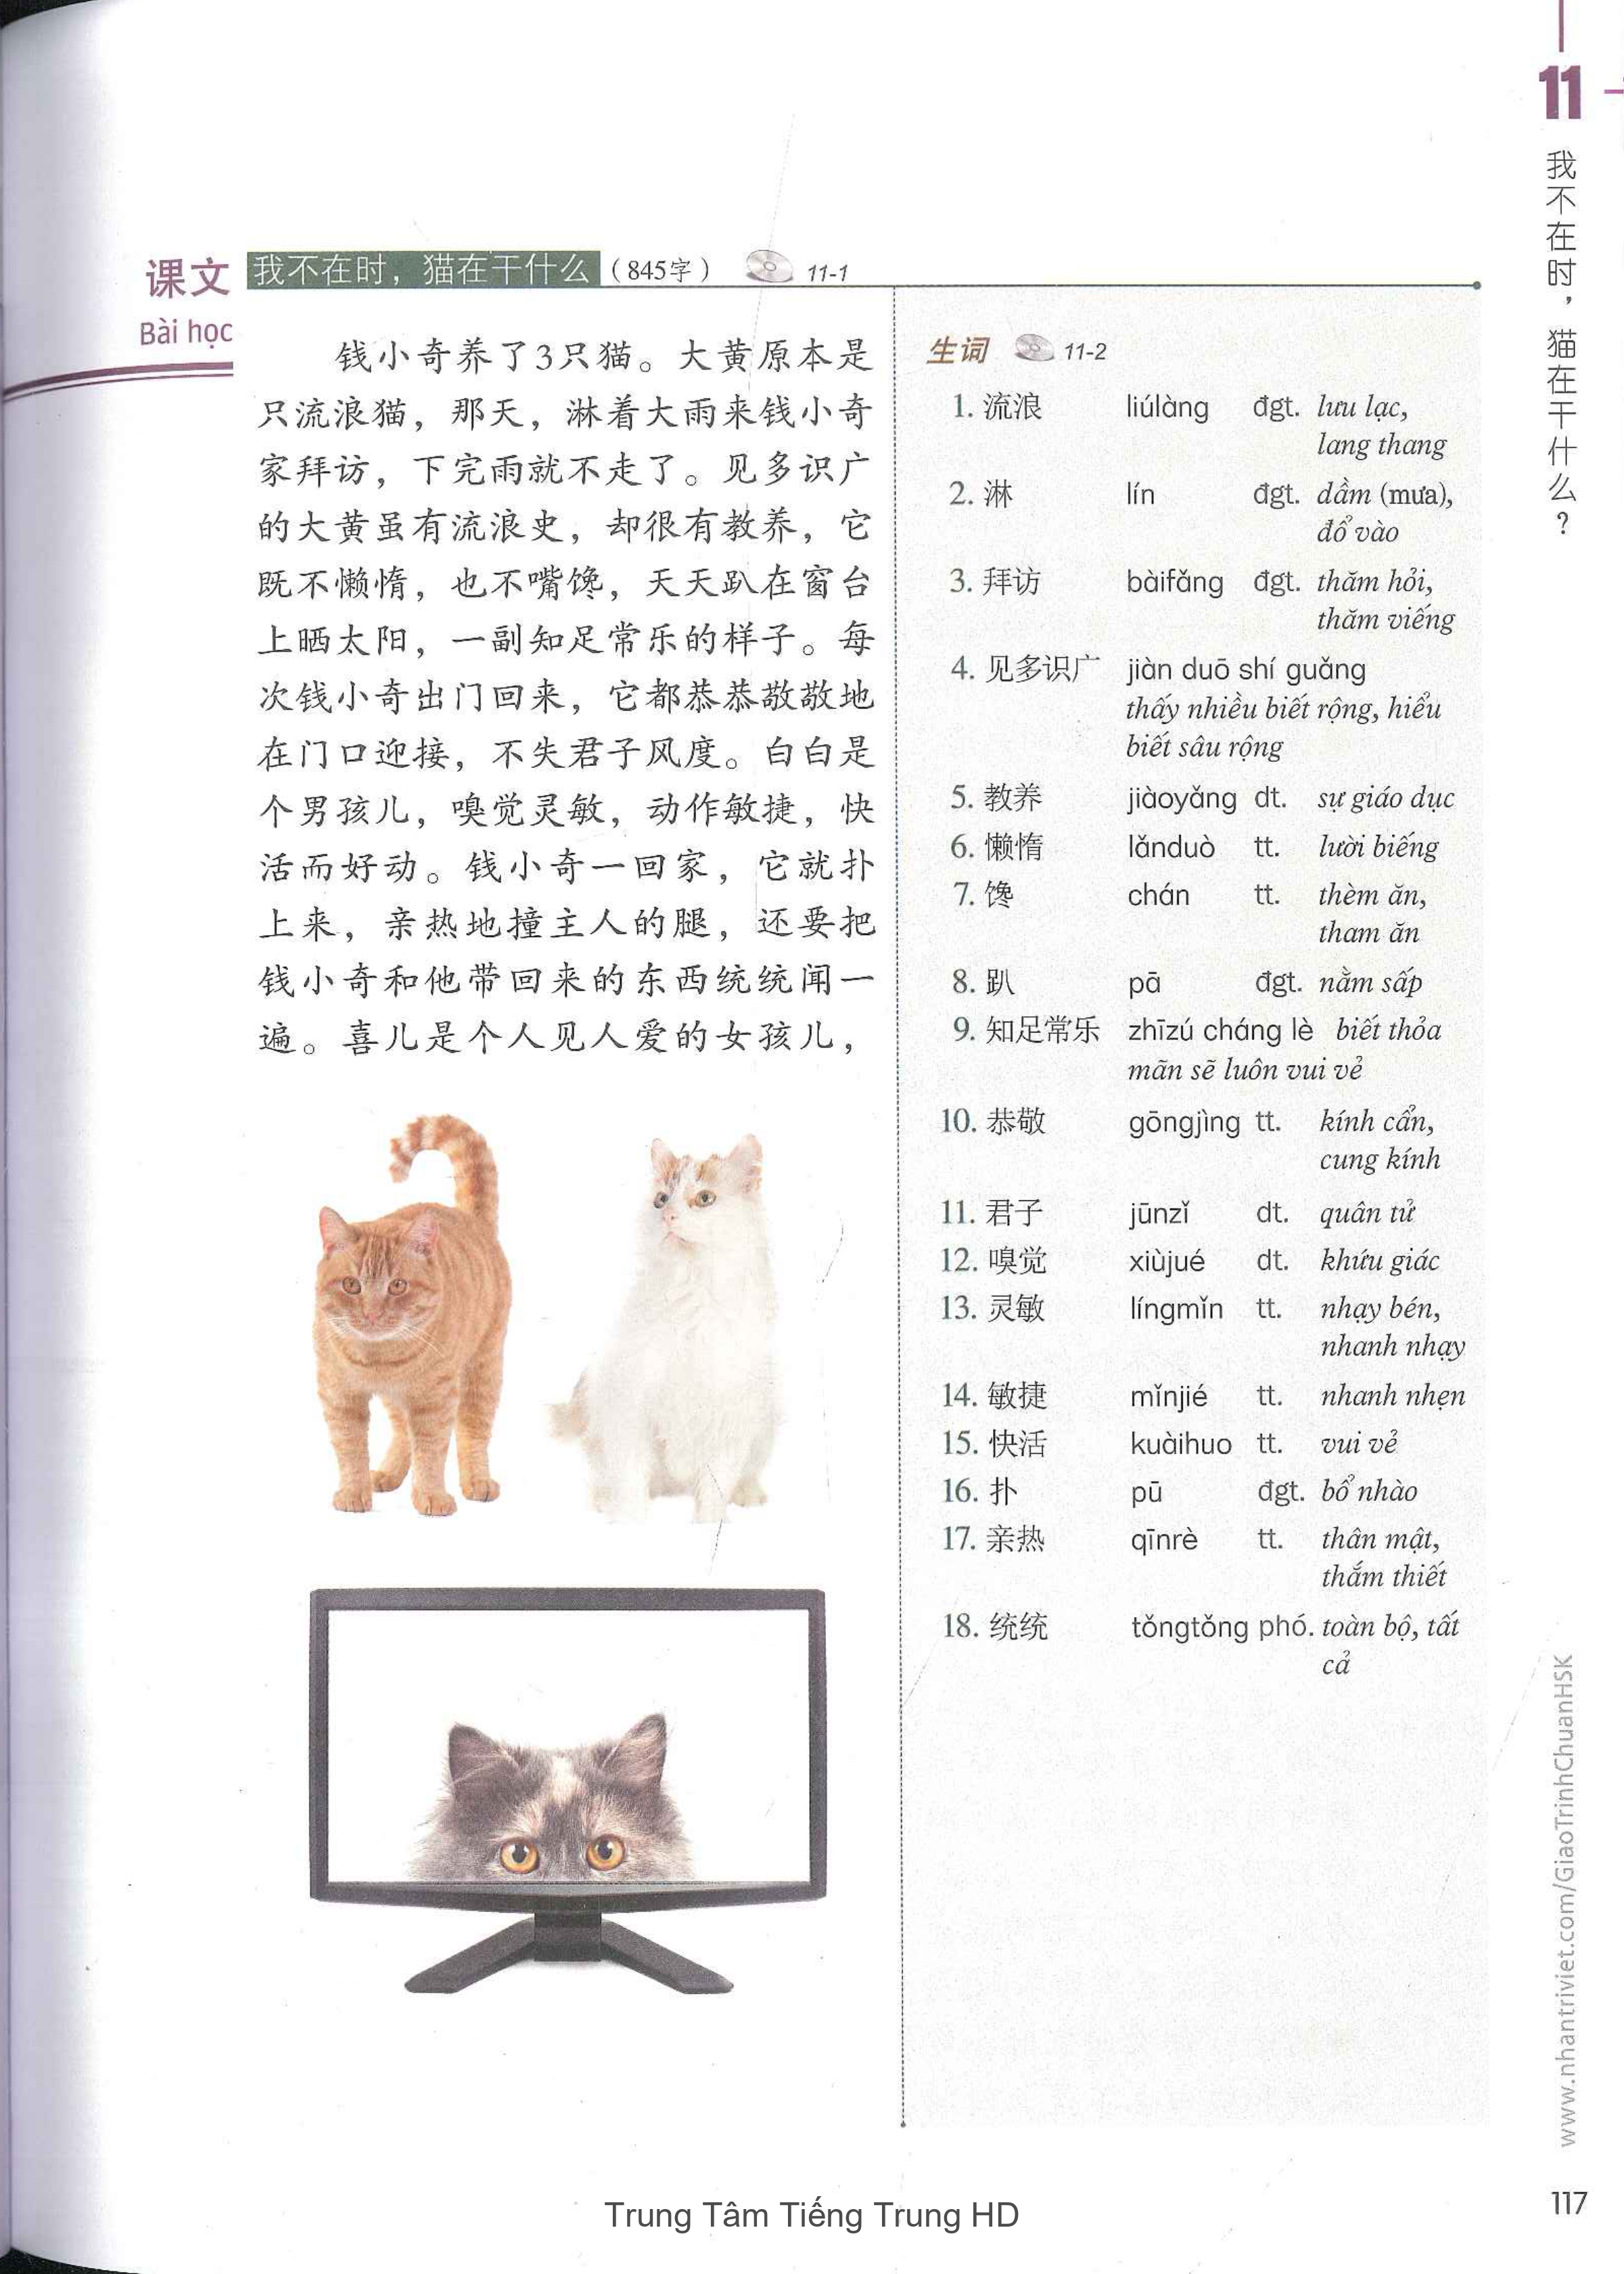 11
我不在时，猫在干什么？
课文
Bài học
我不在时，猫在干什么（845字） 11-1
钱小奇养了3只猫。大黄原本是
只流浪猫，那天，淋着大雨来钱小奇
家拜访，下完雨就不走了。见多识广
的大黄虽有流浪史，却很有教养，它
既不懒惰，也不嘴馋，天天趴在窗台
上晒太阳，一副知足常乐的样子。每
次钱小奇出门回来，它都恭恭敬敬地
在门口迎接，不失君子风度。白白是
个男孩儿，嗅觉灵敏，动作敏捷，快
活而好动。钱小奇一回家，它就扑
上来，亲热地撞主人的腿，还要把
钱小奇和他带回来的东西统统闻一
遍。喜儿是个人见人爱的女孩儿，
生词 11-2
1. 流浪 liúlàng đgt. lưu lạc,
lang thang
2. 淋 lín đgt. dầm (mưa),
đổ vào
3. 拜访 bàifǎng đgt. thăm hỏi,
thăm viếng
4. 见多识广 jiàn duō shí guǎng
thấy nhiều biết rộng, hiểu
biết sâu rộng
5. 教养 jiàoyǎng dt. sự giáo dục
6. 懒惰 lǎnduò tt. lười biếng
7. 馋 chán tt. thèm ăn,
tham ăn
8. 趴 pā đgt. nằm sấp
9. 知足常乐 zhīzú cháng lè biết thỏa
mãn sẽ luôn vui vẻ
10. 恭敬 gōngjìng tt. kính cẩn,
cung kính
11. 君子 jūnzǐ dt. quân tử
12. 嗅觉 xiùjué dt. khứu giác
13. 灵敏 língmǐn tt. nhạy bén,
nhanh nhạy
14. 敏捷 mǐnjié tt. nhanh nhẹn
15. 快活 kuàihuo tt. vui vẻ
16. 扑 pū đgt. bổ nhào
17. 亲热 qīnrè tt. thân mật,
thắm thiết
18. 统统 tǒngtǒng phó. toàn bộ, tất
cả
www.nhantriviet.com/GiaoTrinhChuanHSK
117
Trung Tâm Tiếng Trung HD